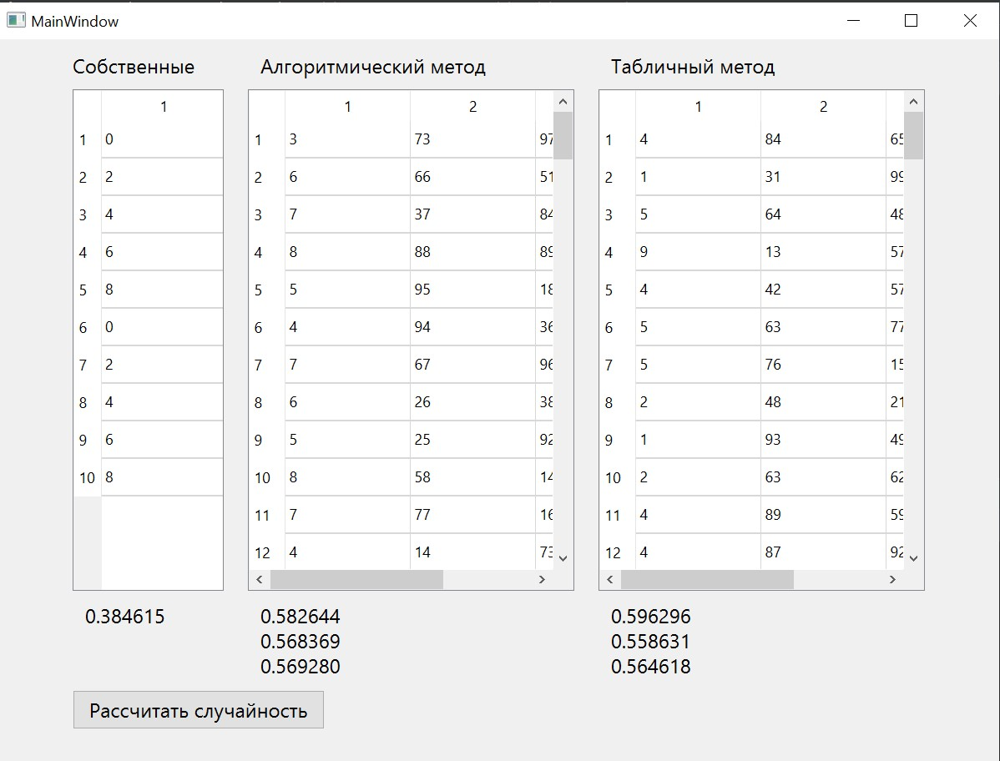 MainWindow
Собственные Алгоритмический метод Табличный метод
1 1 2 1 2
1 0 1 3 73 97 1 4 84 65
2 2 2 6 66 51 2 1 31 99
3 4 3 7 37 84 3 5 64 48
4 6 4 8 88 89 4 9 13 57
5 8 5 5 95 18 5 4 42 57
6 0 6 4 94 36 6 5 63 77
7 2 7 7 67 96 7 5 76 15
8 4 8 6 26 38 8 2 48 21
9 6 9 5 25 92 9 1 93 49
10 8 10 8 58 14 10 2 63 62
11 7 77 16 11 4 89 59
12 4 14 73 12 4 87 92
0.384615 0.582644 0.596296
0.568369 0.558631
0.569280 0.564618
Рассчитать случайность